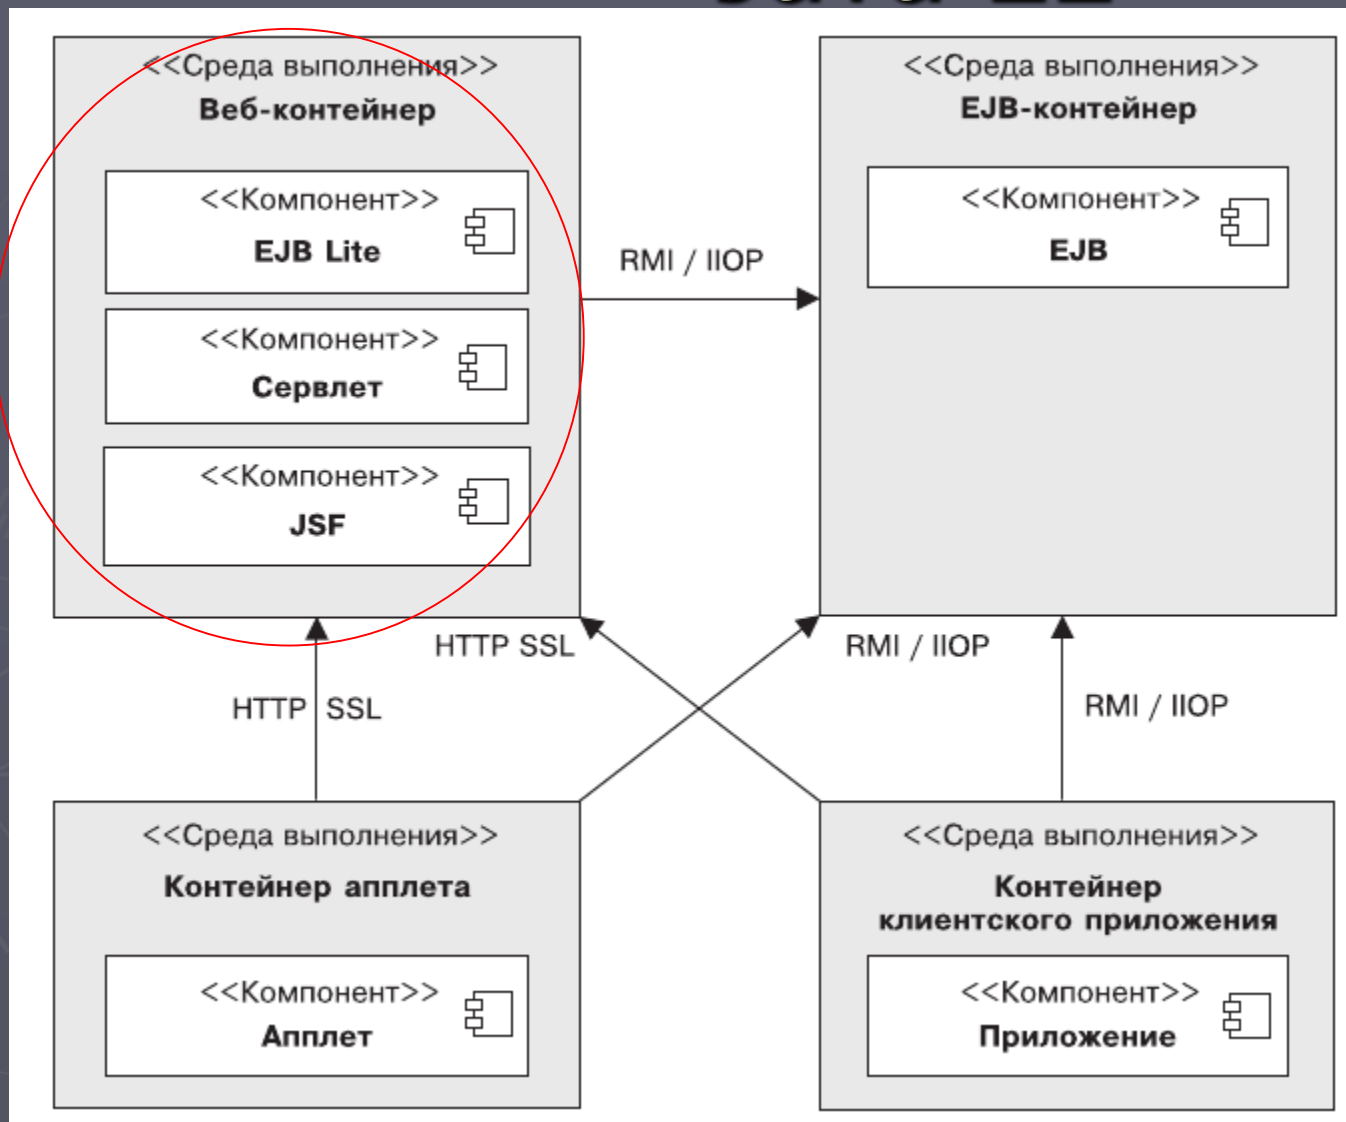 <<Среда выполнения>>
Веб-контейнер
<<Компонент>>
EJB Lite
<<Компонент>>
Сервлет
<<Компонент>>
JSF
RMI / IIOP
<<Среда выполнения>>
EJB-контейнер
<<Компонент>>
EJB
HTTP SSL
HTTP SSL
RMI / IIOP
RMI / IIOP
<<Среда выполнения>>
Контейнер апплета
<<Компонент>>
Апплет
<<Среда выполнения>>
Контейнер
клиентского приложения
<<Компонент>>
Приложение